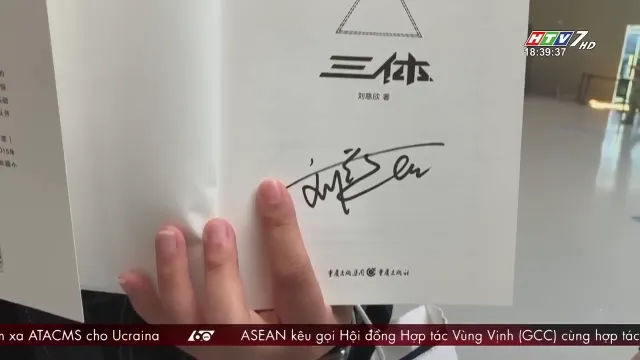 HTV7 HD
18:39:37
三体
刘慈欣 著
重庆出版集团 重庆出版社
n xa ATACMS cho Ucraina 60 ASEAN kêu gọi Hội đồng Hợp tác Vùng Vịnh (GCC) cùng hợp tác